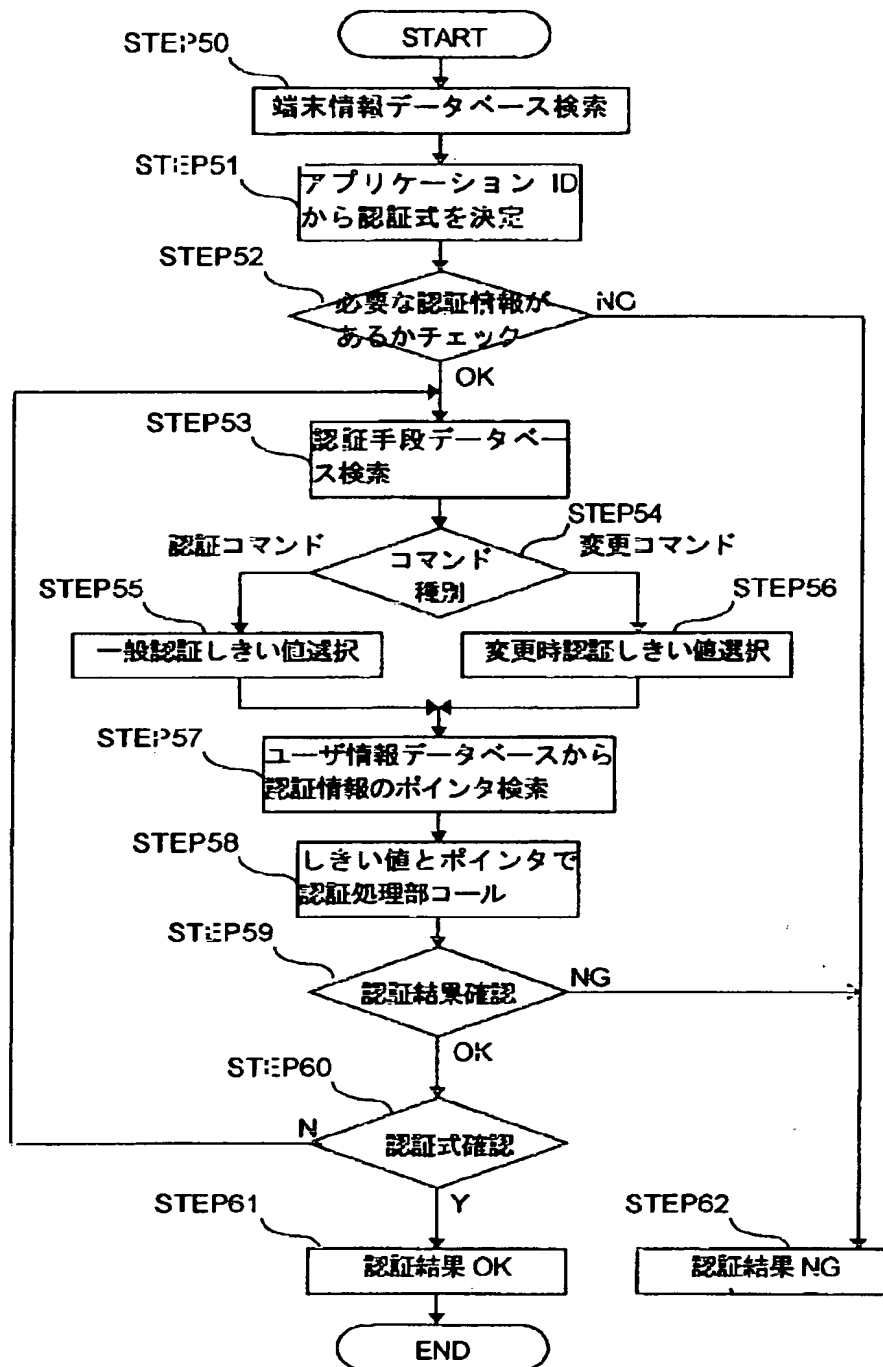 START
STEP50
端末情報データベース検索
STEP51
アプリケーション ID
から認証式を決定
STEP52
必要な認証情報が
あるかチェック
NG
OK
STEP53
認証手段データベー
ス検索
STEP54
認証コマンド
変更コマンド
コマンド
種別
STEP55
STEP56
一般認証しきい値選択
変更時認証しきい値選択
STEP57
ユーザ情報データベースから
認証情報のポインタ検索
STEP58
しきい値とポインタで
認証処理部コール
STEP59
認証結果確認
NG
OK
STEP60
N
認証式確認
Y
STEP61
STEP62
認証結果 OK
認証結果 NG
END